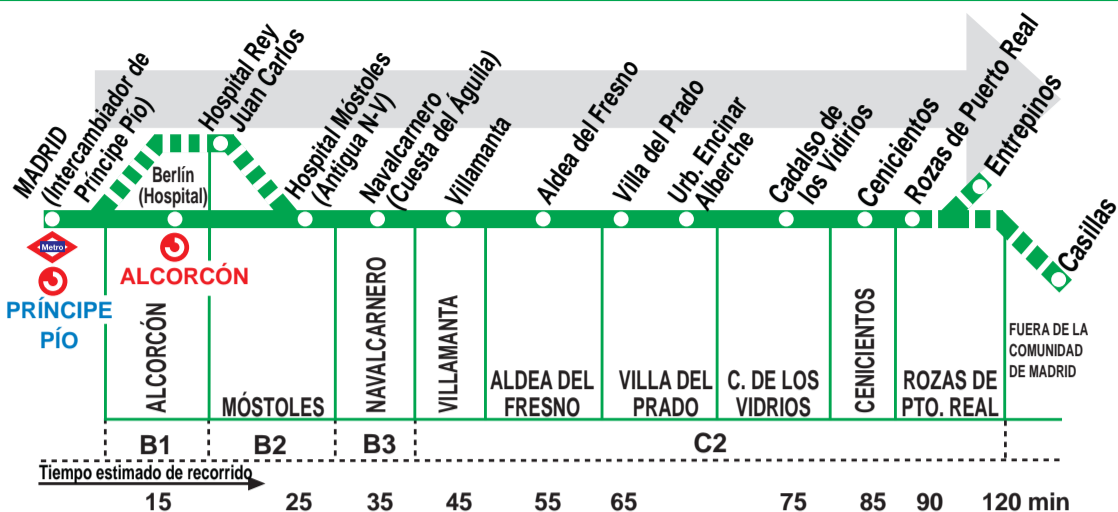 MADRID
(Intercambiador de
Príncipe Pío)
Berlín
(Hospital)
Hospital Rey
Juan Carlos
Hospital Móstoles
(Antigua N-V)
Navalcarnero
(Cuesta del Águila)
Villamanta
Aldea del Fresno
Villa del Prado
Urb. Encinar
Alberche
Cadalso de
los Vidirios
Cenicientos
Rozas de Puerto Real
Entrepinos
Casillas
Metro
PRÍNCIPE
PÍO
ALCORCÓN
ALCORCÓN
MÓSTOLES
NAVALCARNERO
VILLAMANTA
ALDEA DEL
FRESNO
VILLA DEL
PRADO
C. DE LOS
VIDRIOS
CENICIENTOS
ROZAS DE
PTO. REAL
FUERA DE LA
COMUNIDAD
DE MADRID
B1
B2
B3
C2
Tiempo estimado de recorrido
15
25
35
45
55
65
75
85
90
120 min